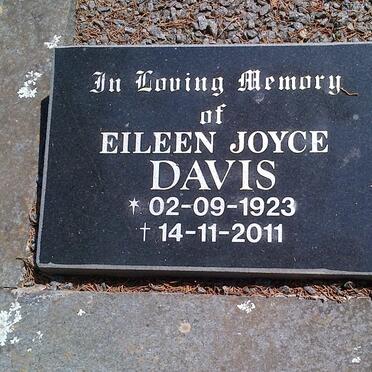 In Loving Memory
of
EILEEN JOYCE
DAVIS
* 02-09-1923
† 14-11-2011